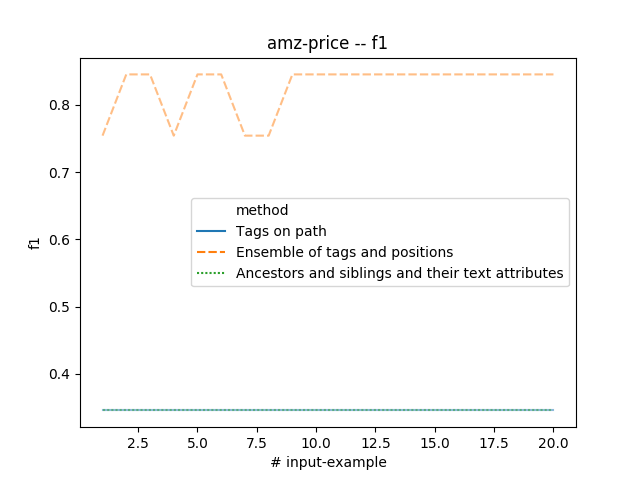 amz-price -- f1
f1
0.8
0.7
0.6
0.5
0.4
method
Tags on path
Ensemble of tags and positions
Ancestors and siblings and their text attributes
2.5 5.0 7.5 10.0 12.5 15.0 17.5 20.0
# input-example